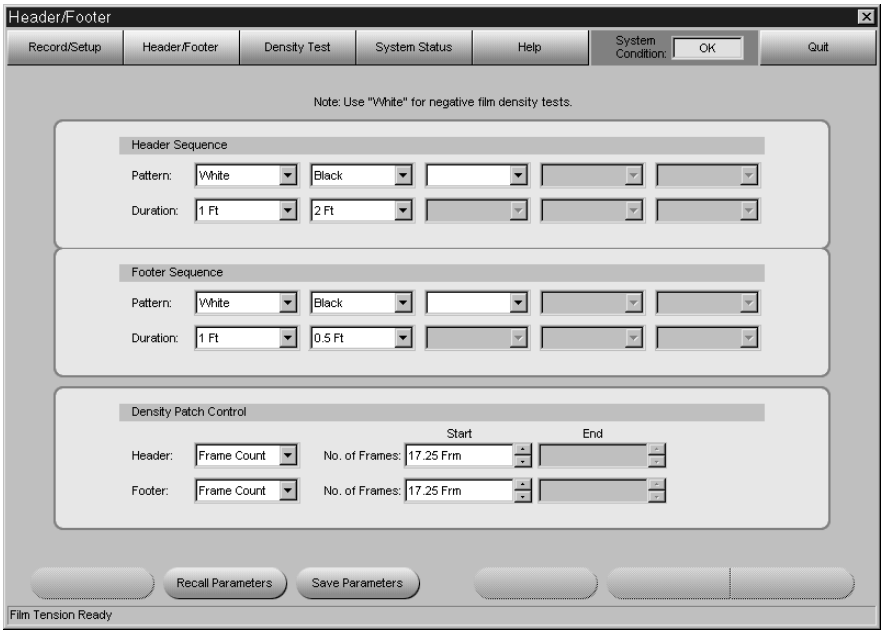 Header/Footer
Record/Setup Header/Footer Density Test System Status Help System Condition: OK Quit
Note: Use "White" for negative film density tests.
Header Sequence
Pattern: White Black
Duration: 1 Ft 2 Ft
Footer Sequence
Pattern: White Black
Duration: 1 Ft 0.5 Ft
Density Patch Control
Start End
Header: Frame Count No. of Frames: 17.25 Frm
Footer: Frame Count No. of Frames: 17.25 Frm
Recall Parameters Save Parameters
Film Tension Ready